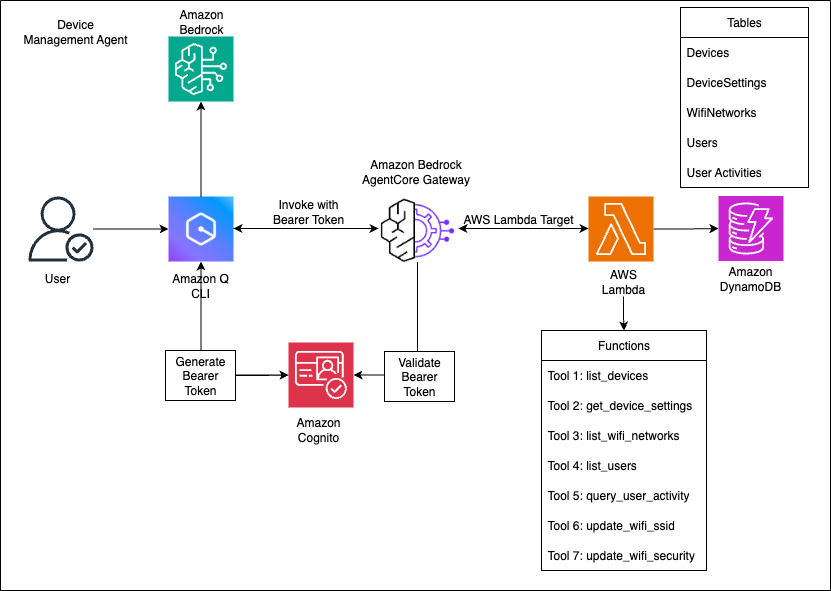 Device
Management Agent
Amazon
Bedrock
Tables
Devices
DeviceSettings
WifiNetworks
Users
User Activities
Amazon Bedrock
AgentCore Gateway
Invoke with
Bearer Token
AWS Lambda Target
User
Amazon Q
CLI
AWS
Lambda
Amazon
DynamoDB
Generate
Bearer
Token
Validate
Bearer
Token
Amazon
Cognito
Functions
Tool 1: list_devices
Tool 2: get_device_settings
Tool 3: list_wifi_networks
Tool 4: list_users
Tool 5: query_user_activity
Tool 6: update_wifi_ssid
Tool 7: update_wifi_security